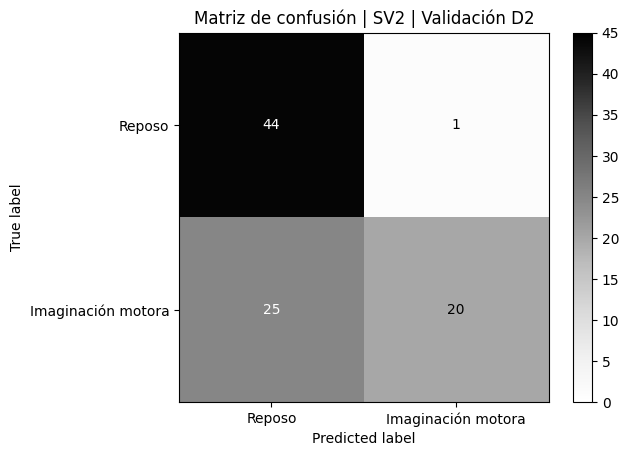 Matriz de confusión | SV2 | Validación D2
True label
Reposo
44
1
Imaginación motora
25
20
Reposo
Imaginación motora
Predicted label
45
40
35
30
25
20
15
10
5
0